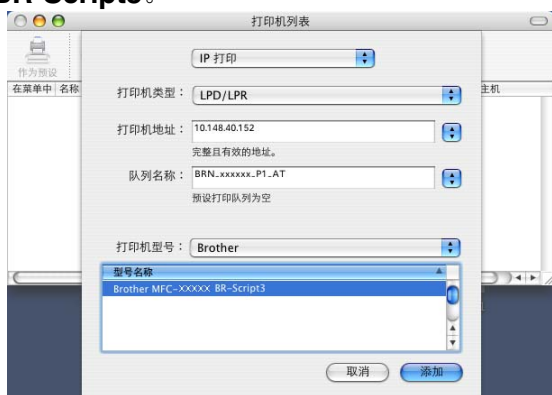 BR-Scripts。
打印机列表
IP 打印
作为预设
在菜单中 名称
主机
打印机类型： LPD/LPR
打印机地址： 10.148.40.152
完整且有效的地址。
队列名称： BRN_xxxxxx_P1_AT
预设打印队列为空
打印机型号： Brother
型号名称
Brother MFC-XXXXX BR-Script3
取消 添加